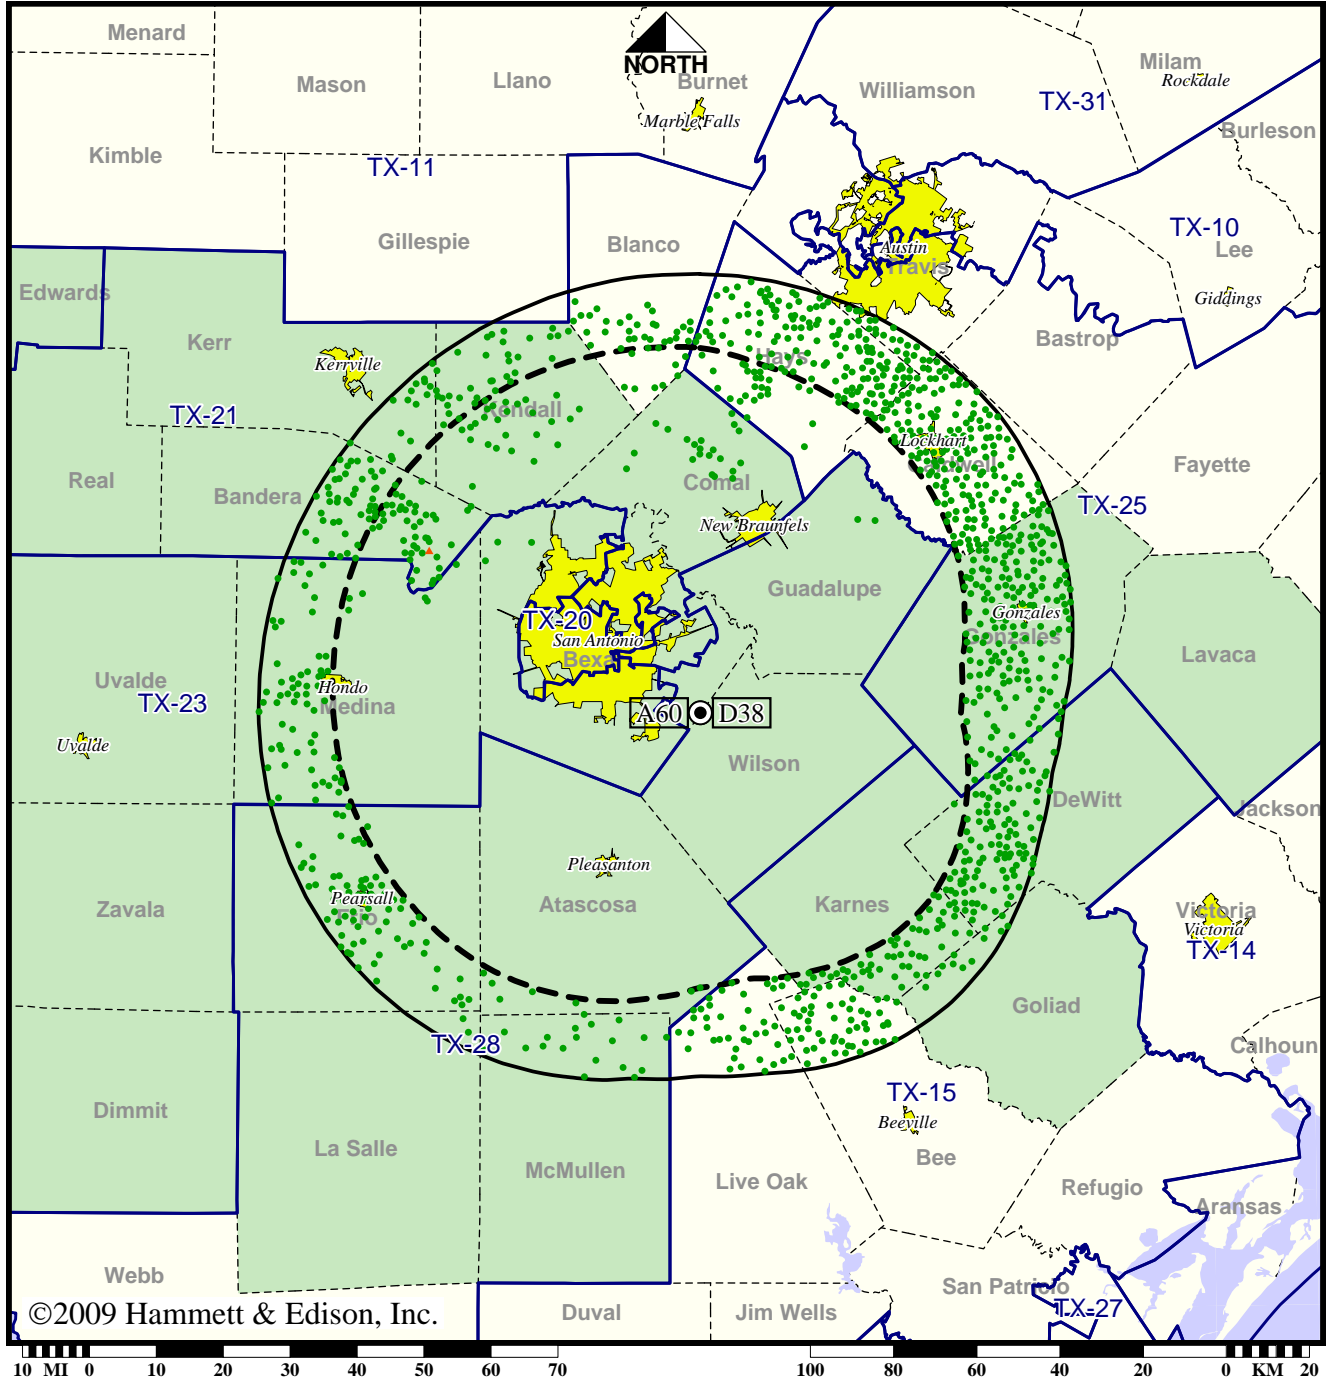 Menard
Mason
Llano
NORTH
Burnet
Marble Falls
Williamson
Milam
Rockdale
TX-31
Burleson
Kimble
TX-11
Gillespie
Blanco
Austin
Travis
TX-10
Lee
Giddings
Edwards
Kerr
Kerrville
Hays
Bastrop
TX-21
Kendall
Lockhart
Caldwell
Fayette
Real
Bandera
Comal
New Braunfels
TX-25
Guadalupe
TX-20
San Antonio
Bexar
Gonzales
Gonzales
Lavaca
Uvalde
TX-23
Hondo
Medina
A60
D38
Uvalde
Wilson
DeWitt
Jackson
Pleasanton
Zavala
Pearsall
Frio
Atascosa
Karnes
Victoria
Victoria
TX-14
Goliad
TX-28
Calhoun
Dimmit
TX-15
Beeville
La Salle
McMullen
Bee
Live Oak
Refugio
Aransas
Webb
San Patricio
©2009 Hammett & Edison, Inc.
Duval
Jim Wells
TX-27
10 MI 0 10 20 30 40 50 60 70
100 80 60 40 20 0 KM 20